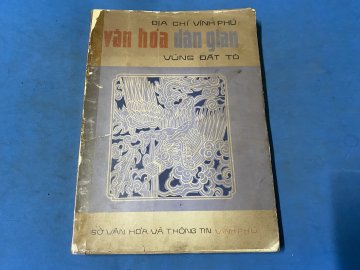 ĐỊA CHÍ VĨNH PHÚ
văn hóa dân gian
VÙNG ĐẤT TỔ
SỞ VĂN HÓA VÀ THÔNG TIN VĨNH PHÚ